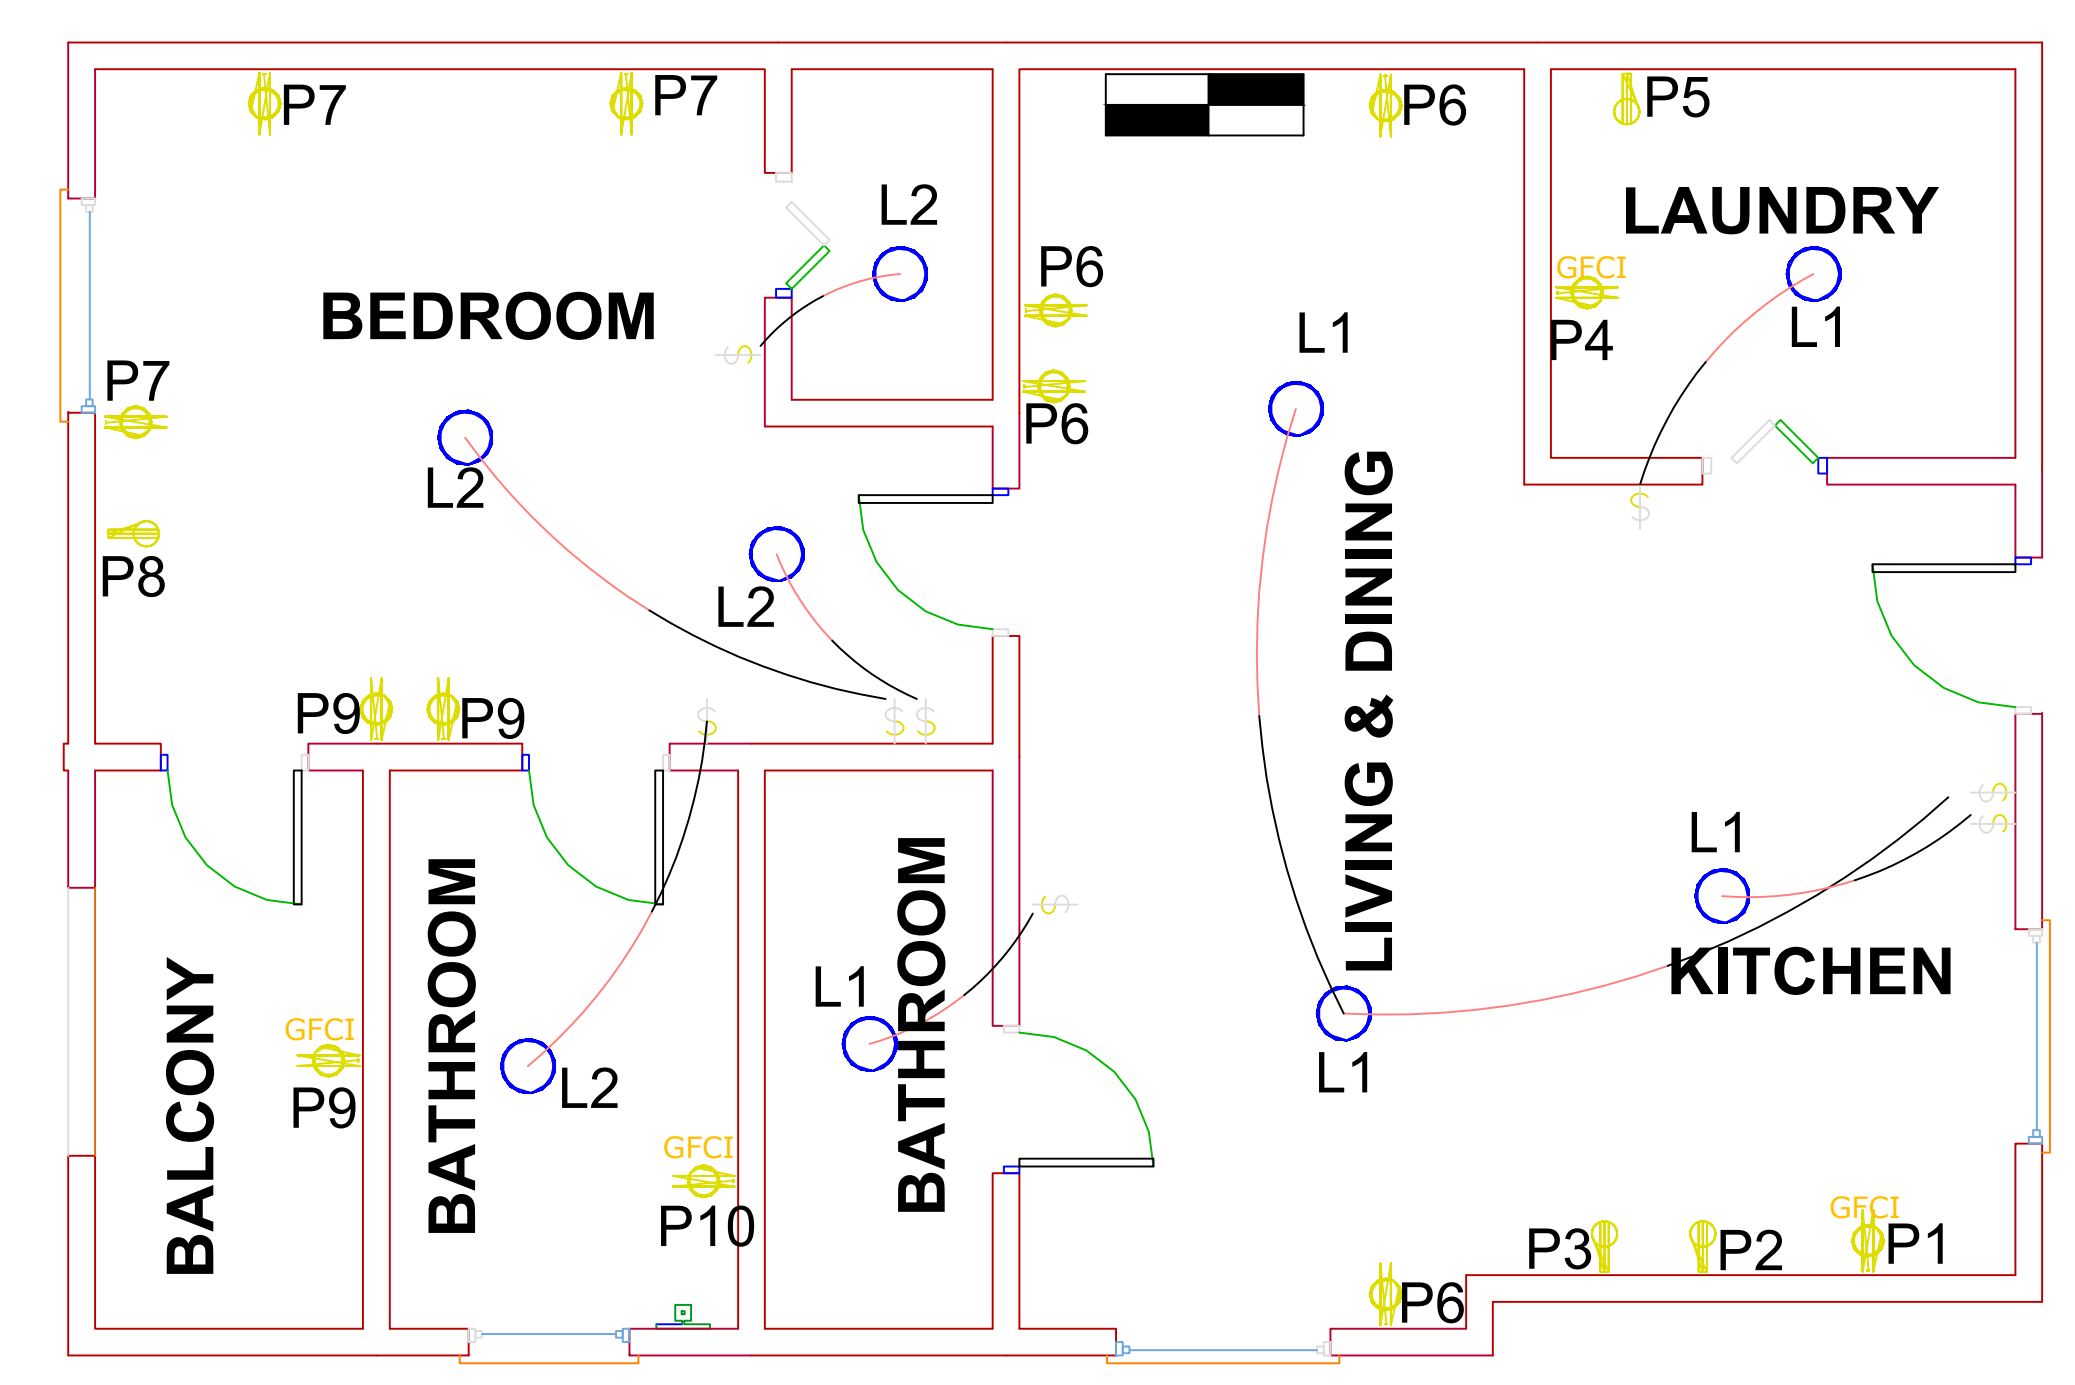 P7
P7
P6
P5
L2
LAUNDRY
P6
GFCI
BEDROOM
L1
L1
P4
P7
P6
L2
P8
L2
LIVING & DINING
P9
P9
$
$
$
$
$
$
$
$
L1
BATHROOM
BATHROOM
KITCHEN
BALCONY
L1
GFCI
L1
L2
P9
GFCI
P10
GFCI
P3
P2
P1
P6